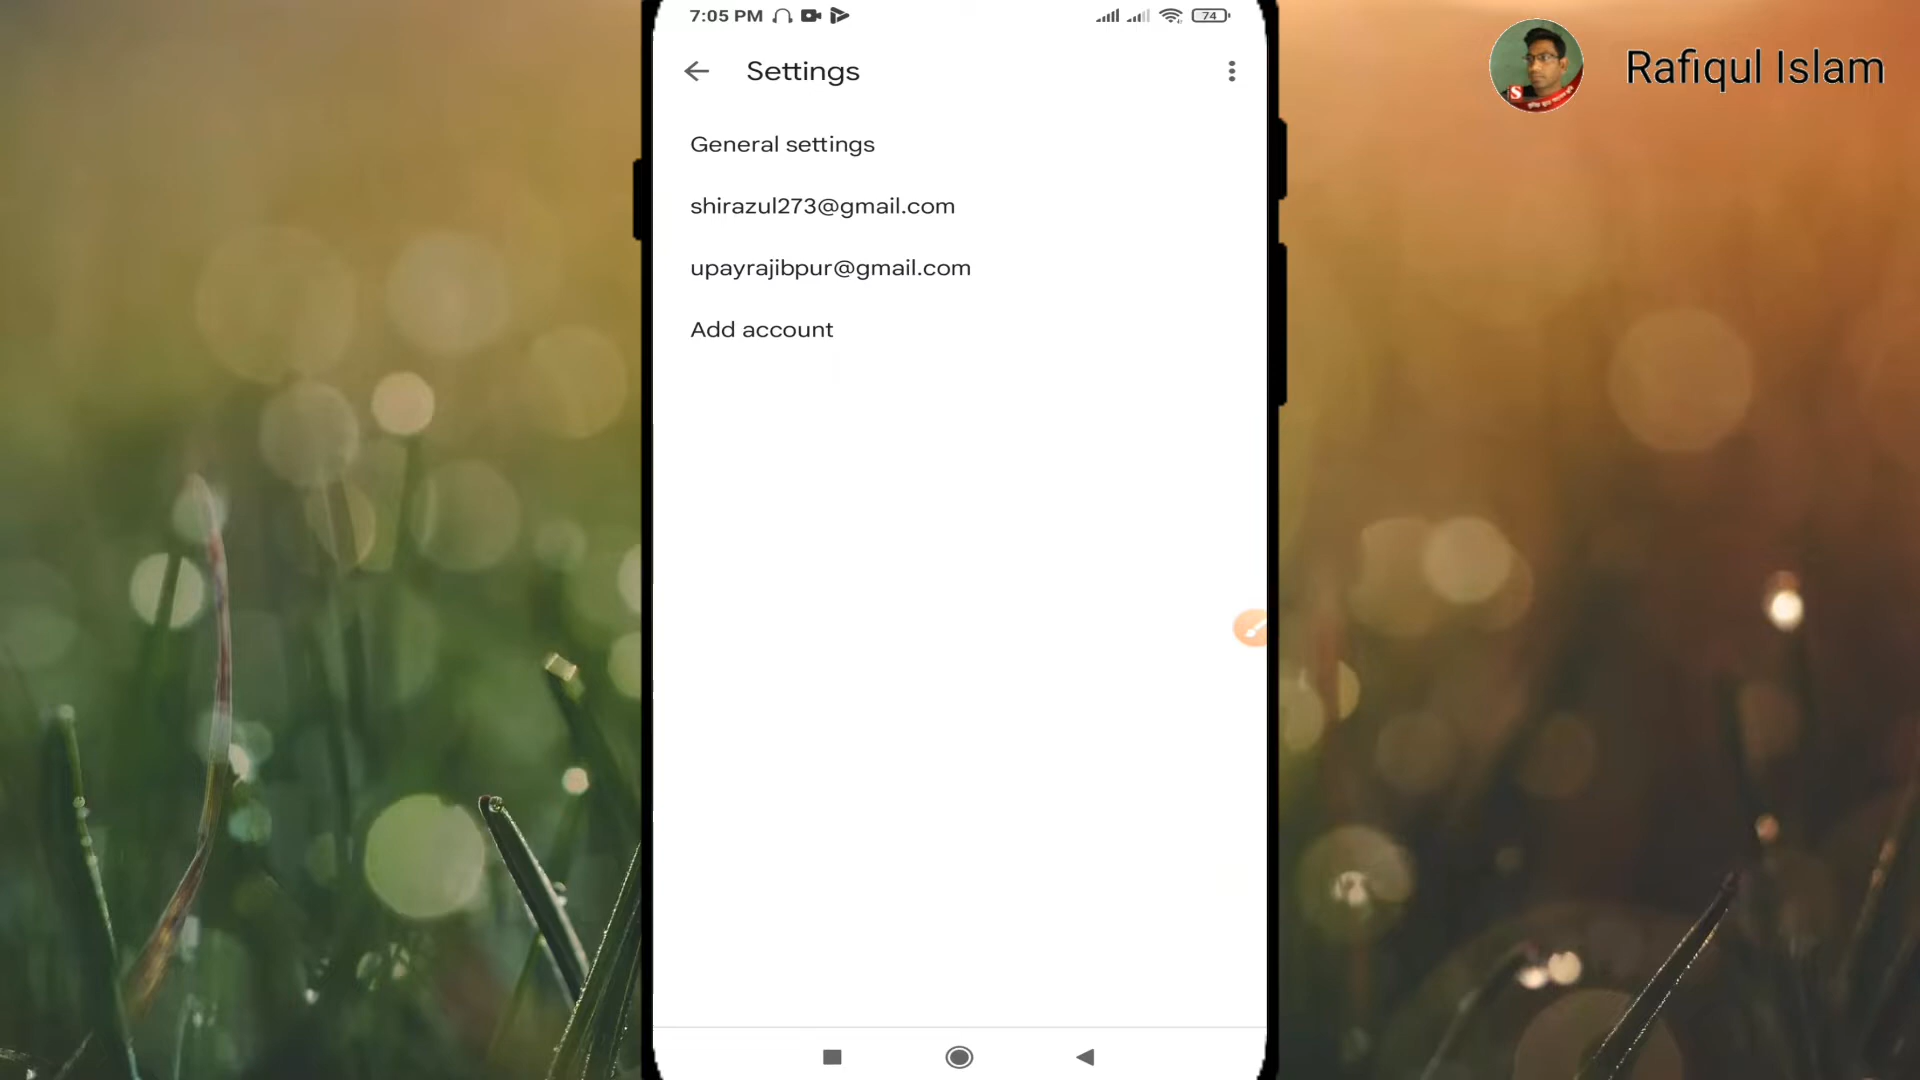 7:05 PM
74
Settings
Rafiqul Islam
General settings
shirazul273@gmail.com
upayrajibpur@gmail.com
Add account